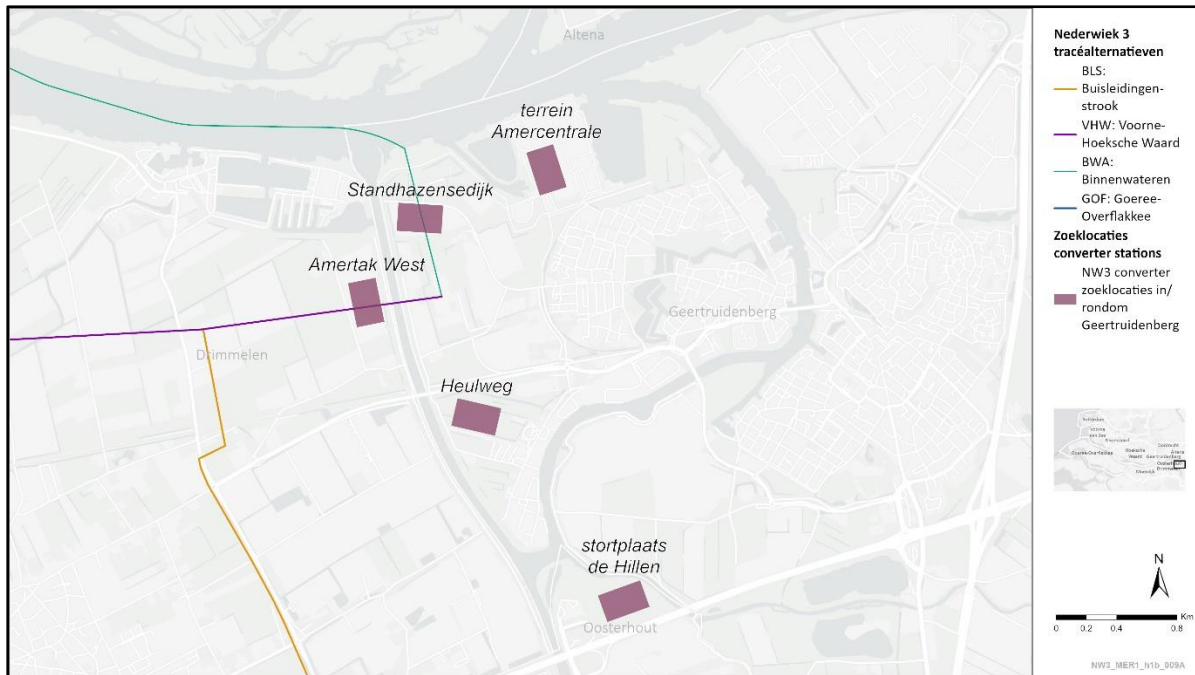 Altena
terrein
Amercentrale
Standhazensedijk
Amertak West
Geertruidenberg
Drimmelen
Heulweg
stortplaats
de Hillen
Oosterhout
Nederwiek 3
tracéalternatieven
BLS:
Buisleidingen-
strook
VHW: Voorne-
Hoeksche Waard
BWA:
Binnenwateren
GOF: Goeree-
Overflakkee
Zoeklocaties
converter stations
NW3 converter
zoeklocaties in/
rondom
Geertruidenberg
N
Km
0 0.2 0.4 0.8
NW3_MER1_h1b_009A